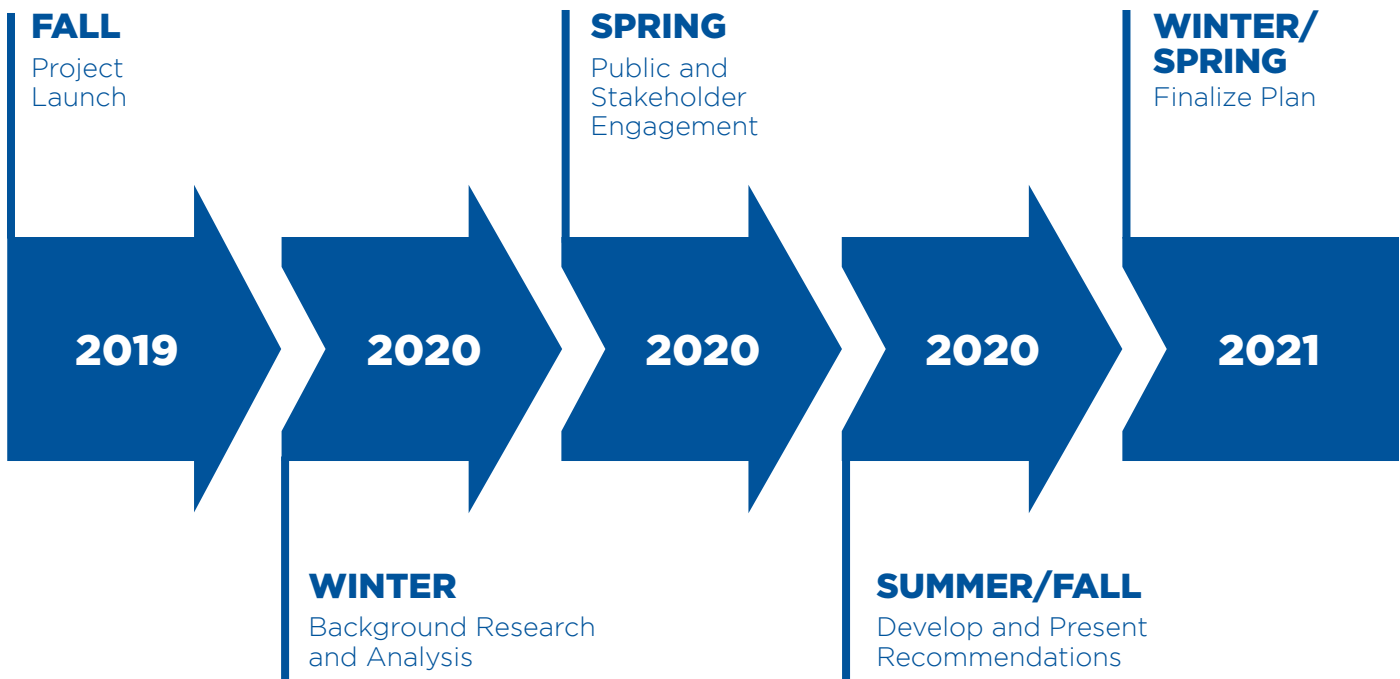 FALL
Project
Launch
SPRING
Public and
Stakeholder
Engagement
WINTER/
SPRING
Finalize Plan
2019
2020
2020
2020
2021
WINTER
Background Research
and Analysis
SUMMER/FALL
Develop and Present
Recommendations